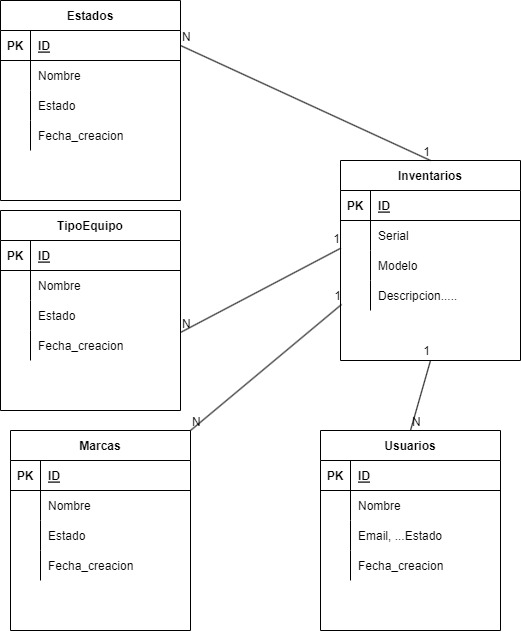 Estados
PK ID
Nombre
Estado
Fecha_creacion
N
1
Inventarios
PK ID
Serial
Modelo
Descripcion.....
TipoEquipo
PK ID
Nombre
Estado
Fecha_creacion
1
N
1
N
1
N
Marcas
PK ID
Nombre
Estado
Fecha_creacion
Usuarios
PK ID
Nombre
Email, ...Estado
Fecha_creacion